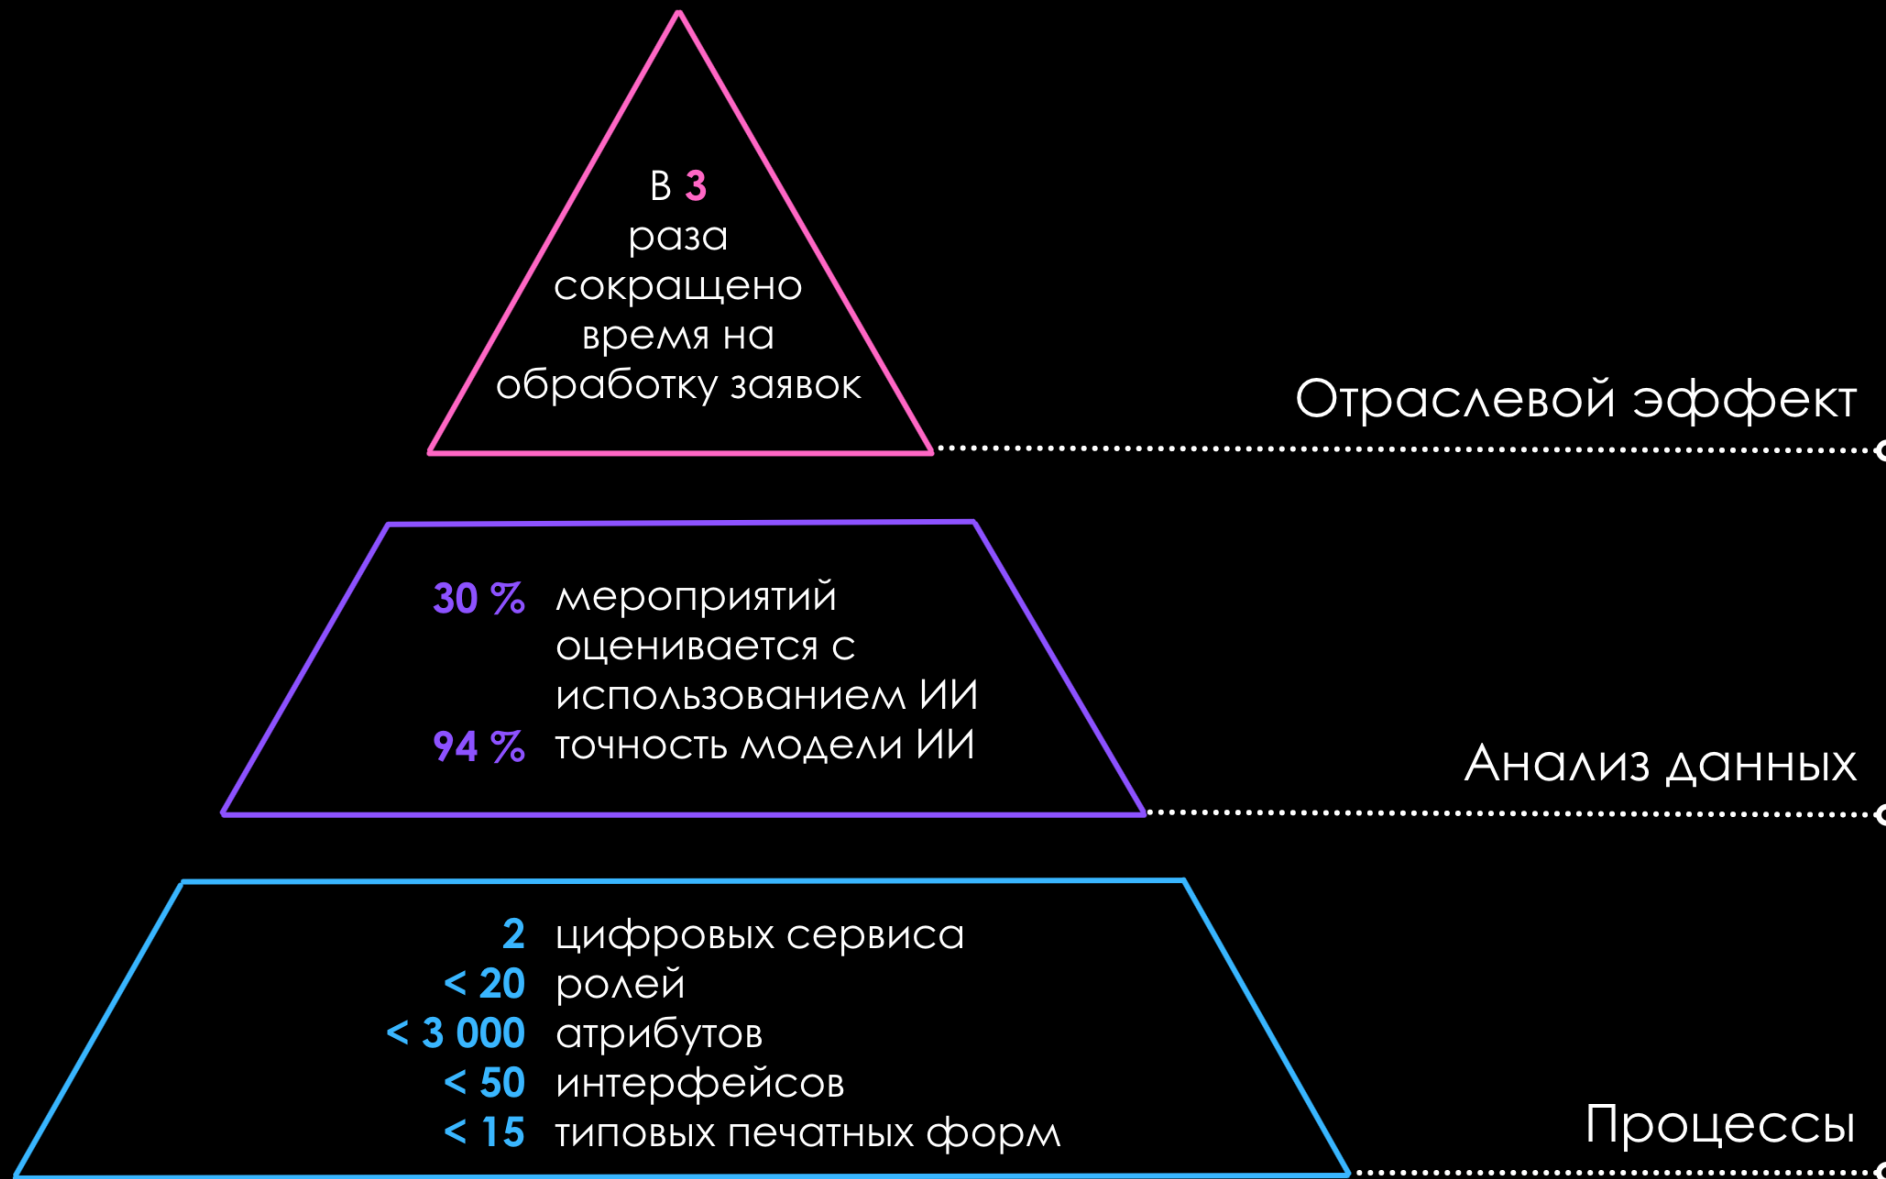 В 3
раза
сокращено
время на
обработку заявок
Отраслевой эффект
30 % мероприятий
оценивается с
использованием ИИ
94 % точность модели ИИ
Анализ данных
2 цифровых сервиса
< 20 ролей
< 3 000 атрибутов
< 50 интерфейсов
< 15 типовых печатных форм
Процессы